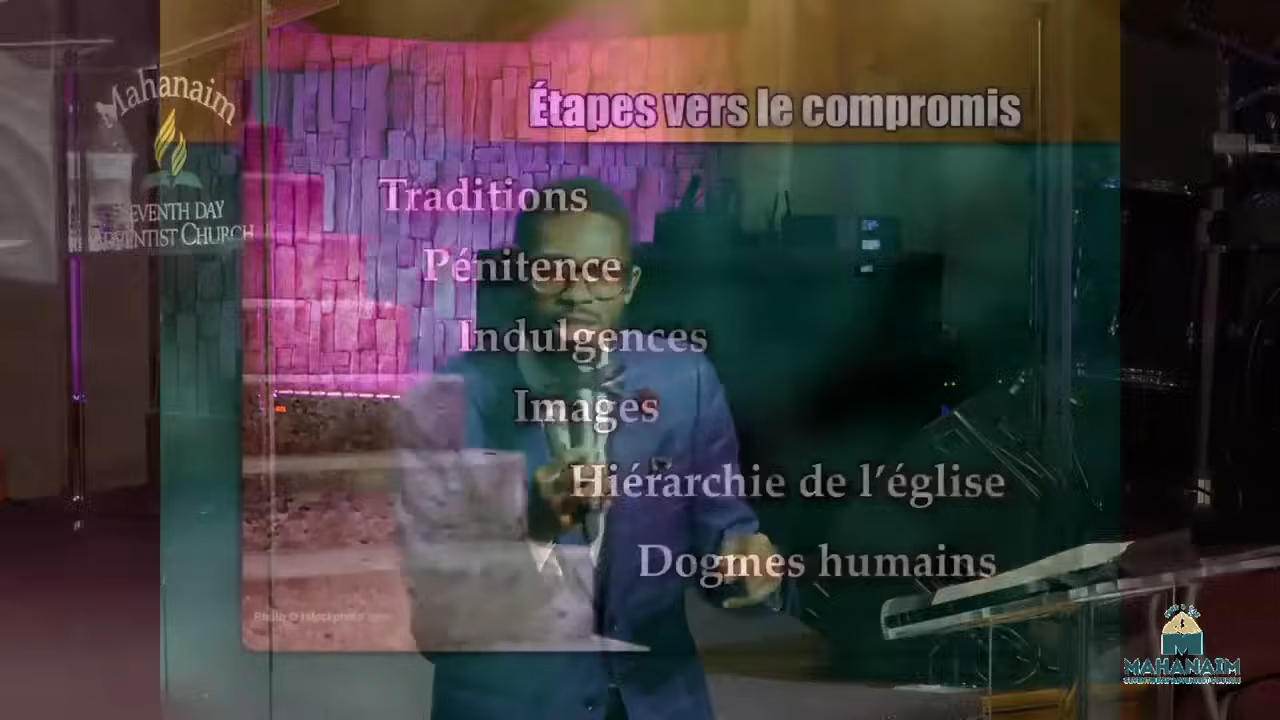 Mahanaim
SEVENTH DAY
ADVENTIST CHURCH
Étapes vers le compromis
Traditions
Pénitence
Indulgences
Images
Hiérarchie de l'église
Dogmes humains
MAHANAIM